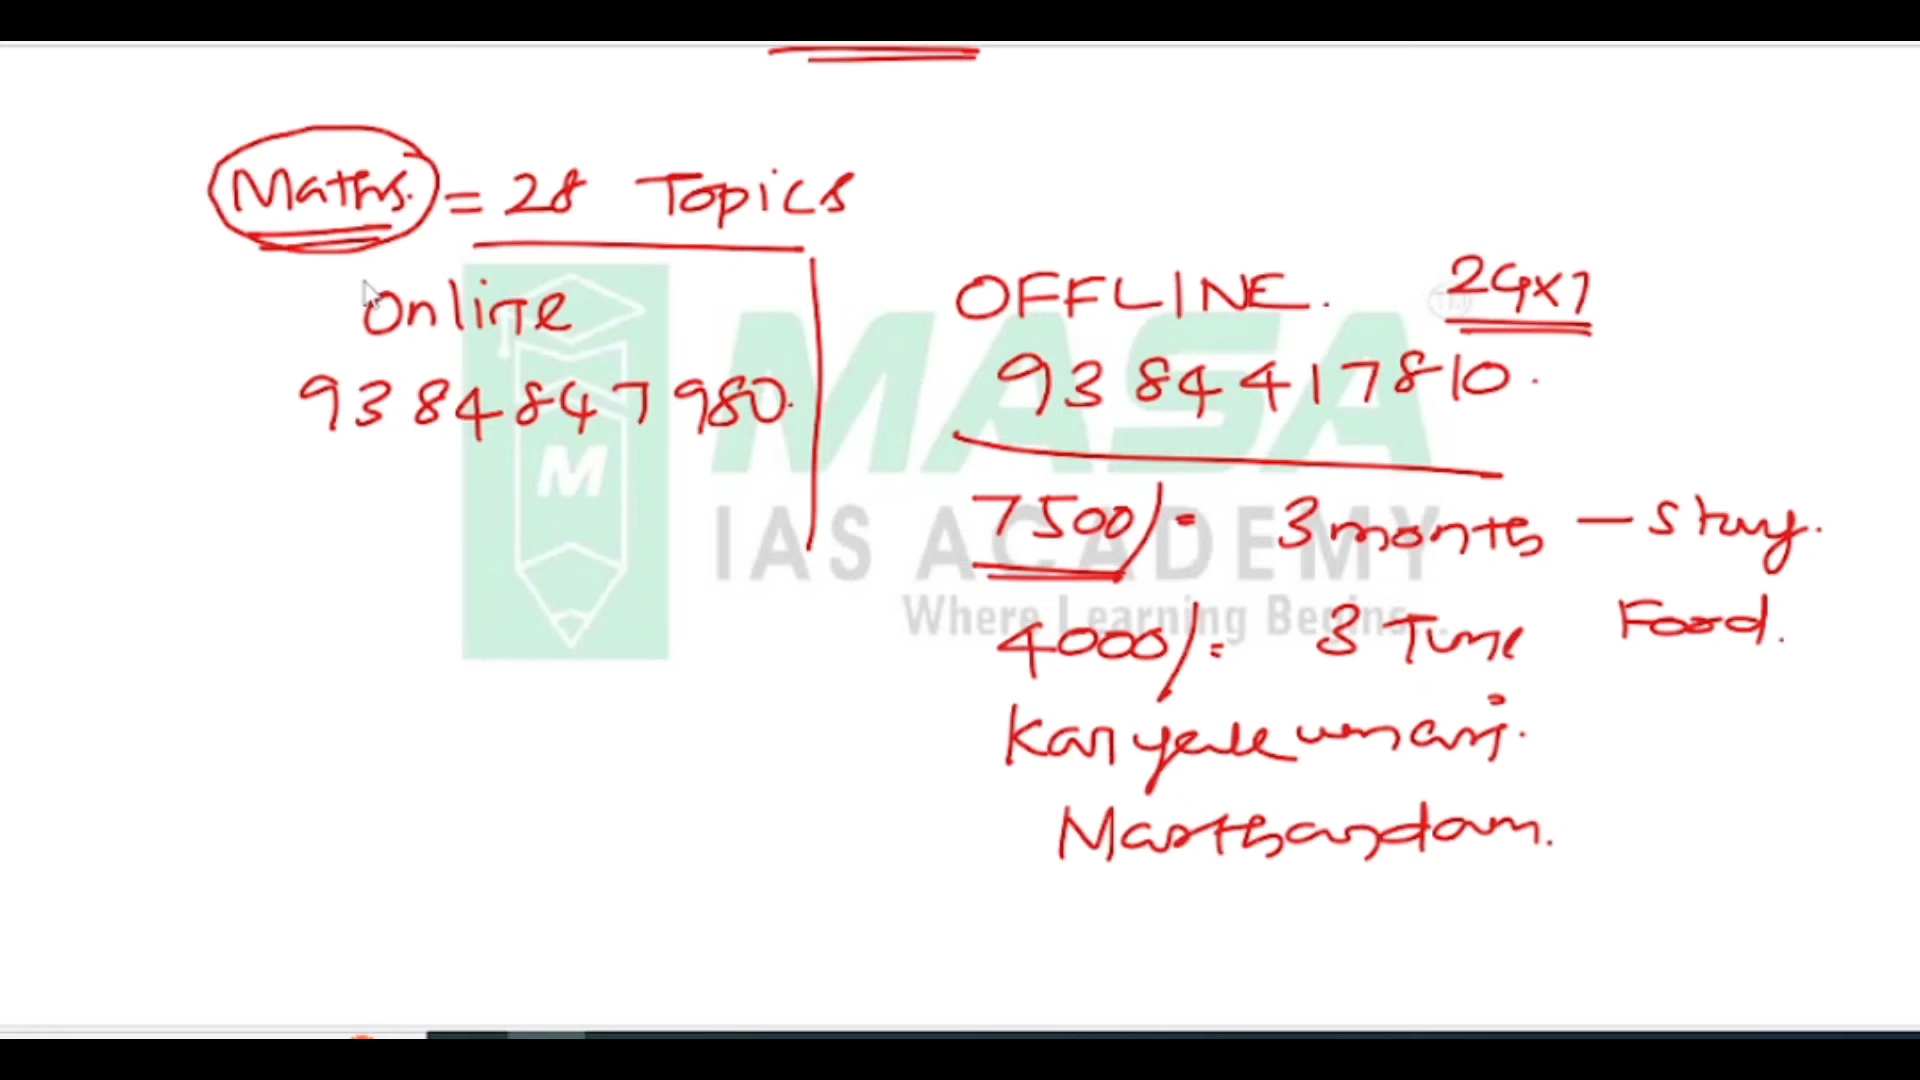 Maths. = 28 Topics
Online
9384847980.
OFFLINE. 24x7
9384417810.
7500/= 3 months - stay.
4000/= 3 Time Food.
Kanyakumari.
Marthandam.
MASA
IAS ACADEMY
Where Learning Begins...
M